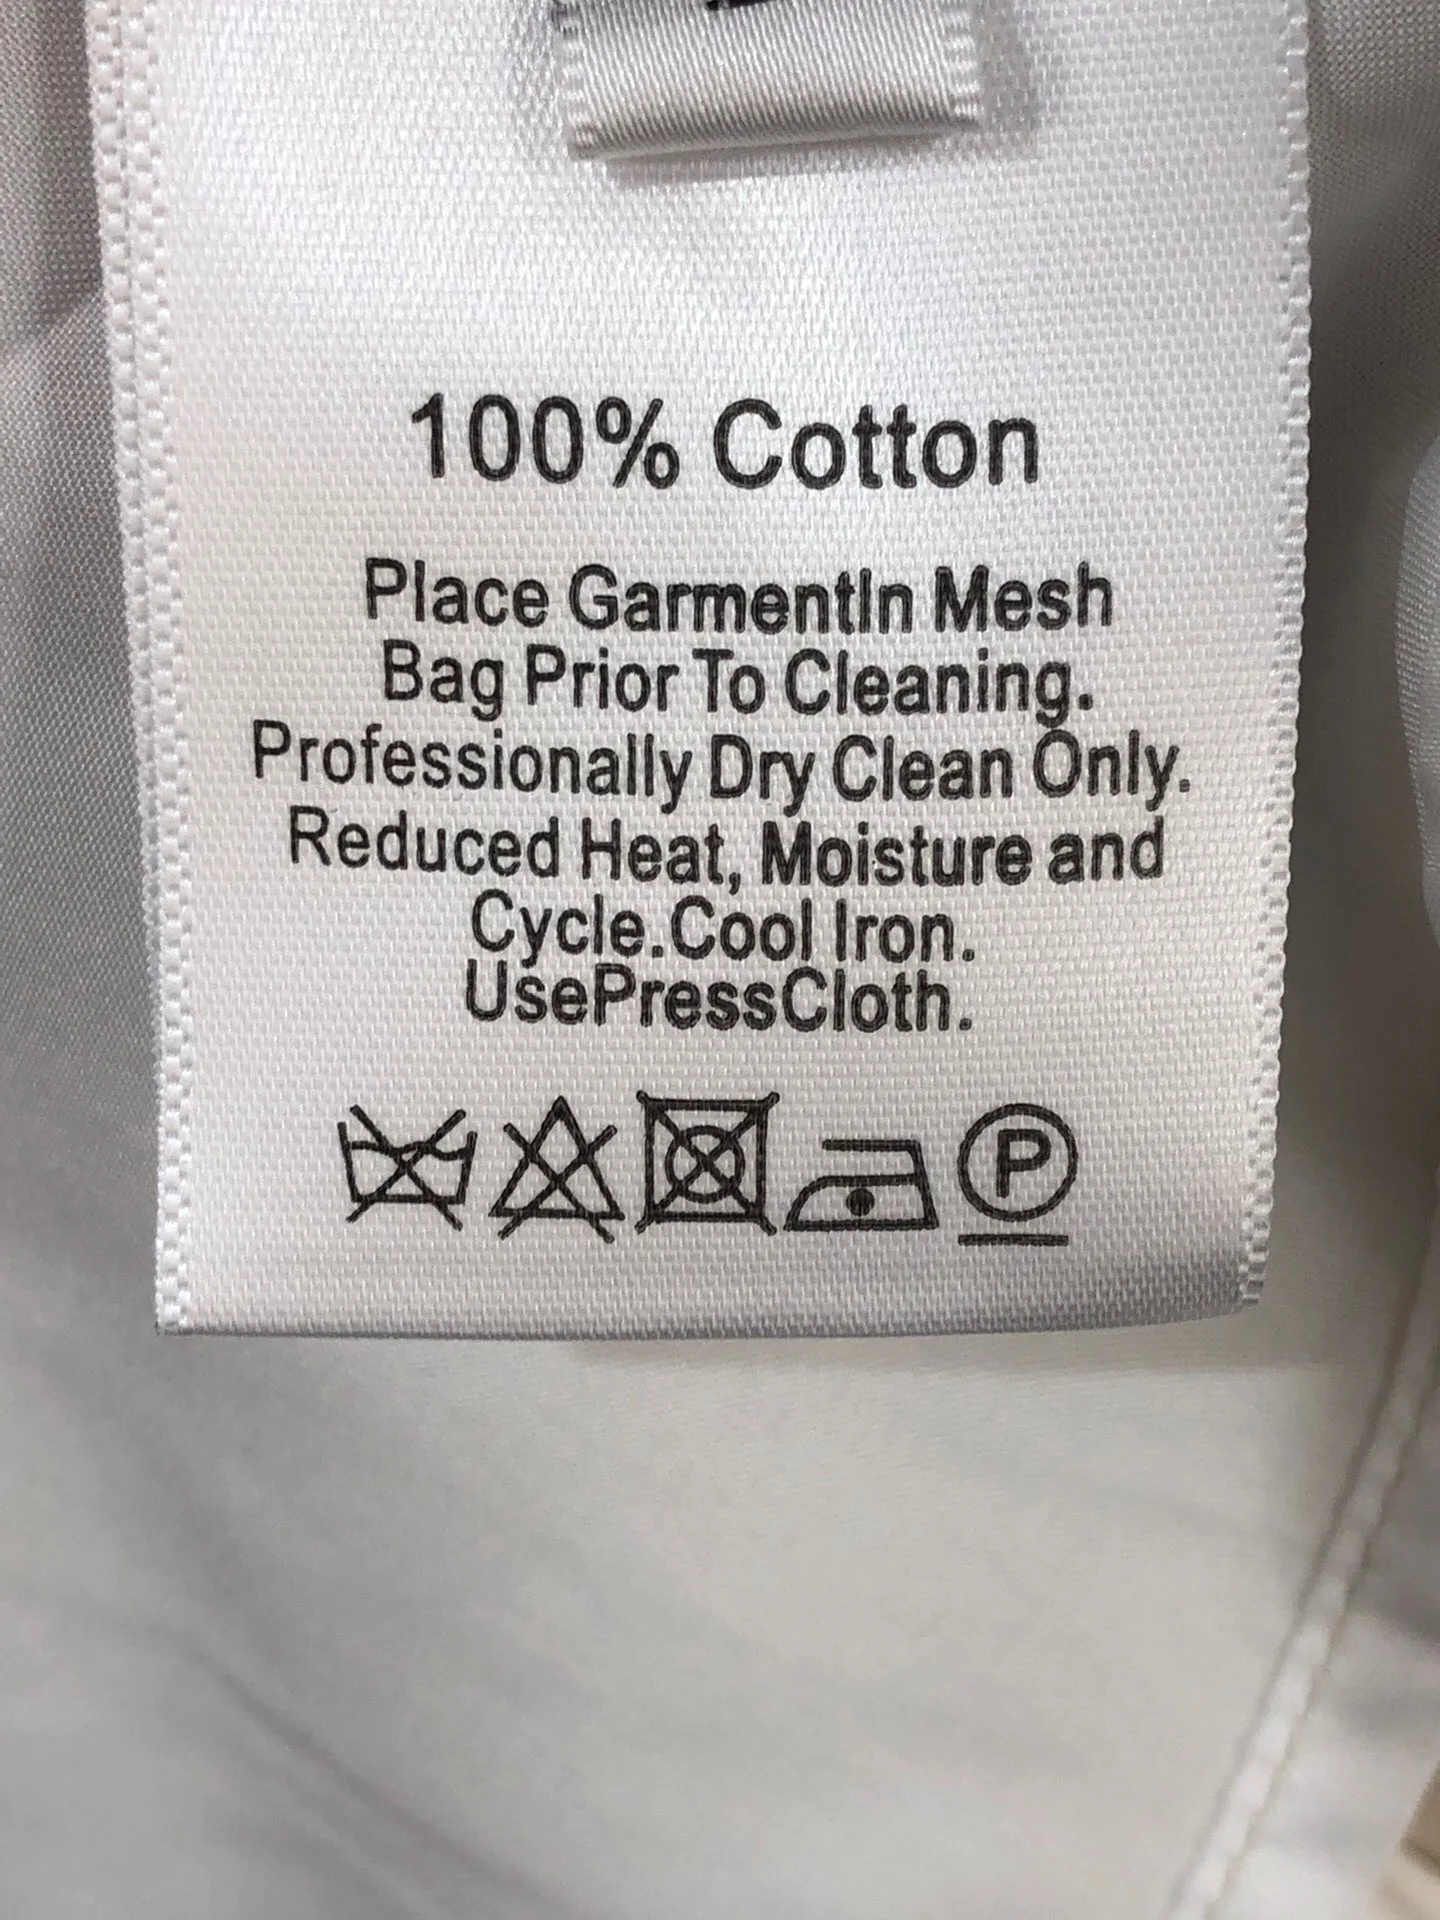 100% Cotton
Place GarmentIn Mesh
Bag Prior To Cleaning.
Professionally Dry Clean Only.
Reduced Heat, Moisture and
Cycle.Cool Iron.
UsePressCloth.
P